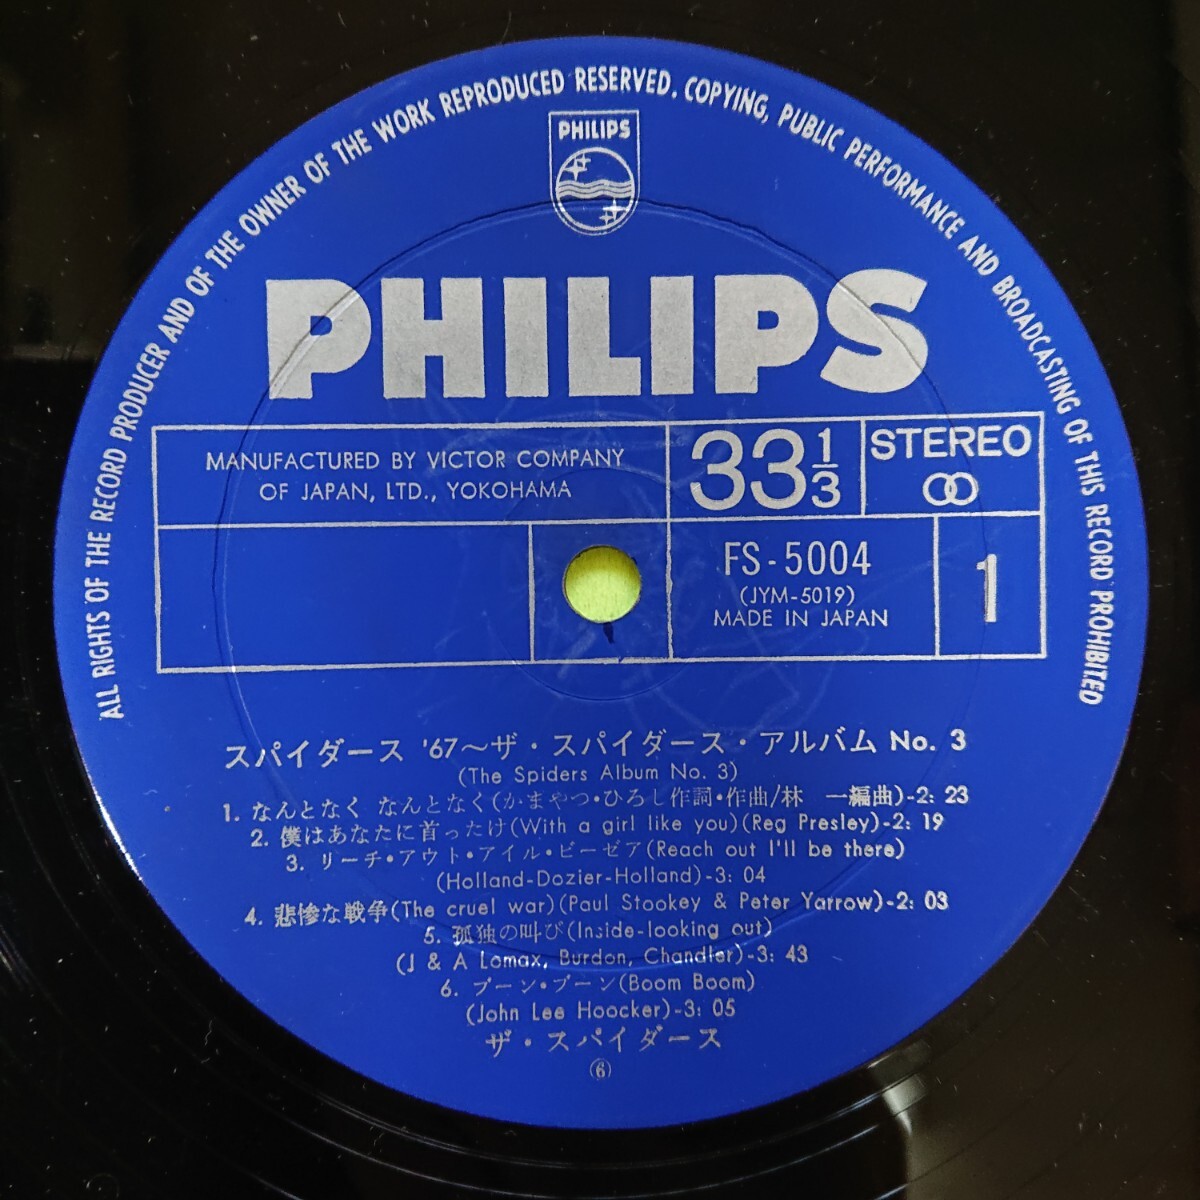 ALL RIGHTS OF THE RECORD PRODUCER AND OF THE OWNER OF THE WORK REPRODUCED RESERVED. COPYING, PUBLIC PERFORMANCE AND BROADCASTING OF THIS RECORD PROHIBITED
PHILIPS
PHILIPS
MANUFACTURED BY VICTOR COMPANY
OF JAPAN, LTD., YOKOHAMA
33 1/3
STEREO
FS-5004
(JYM-5019)
MADE IN JAPAN
1
スパイダース '67〜ザ・スパイダース・アルバム No. 3
(The Spiders Album No. 3)
1. なんとなく なんとなく(かまやつ・ひろし作詞・作曲/林 一編曲)-2: 23
2. 僕はあなたに首ったけ(With a girl like you)(Reg Presley)-2: 19
3. リーチ・アウト・アイル・ビーゼア(Reach out I'll be there)
(Holland-Dozier-Holland)-3: 04
4. 悲惨な戦争(The cruel war)(Paul Stookey & Peter Yarrow)-2: 03
5. 孤独の叫び(Inside-looking out)
(J & A Lomax, Burdon, Chandler)-3: 43
6. ブーン・ブーン(Boom Boom)
(John Lee Hoocker)-3: 05
ザ・スパイダース
⑥